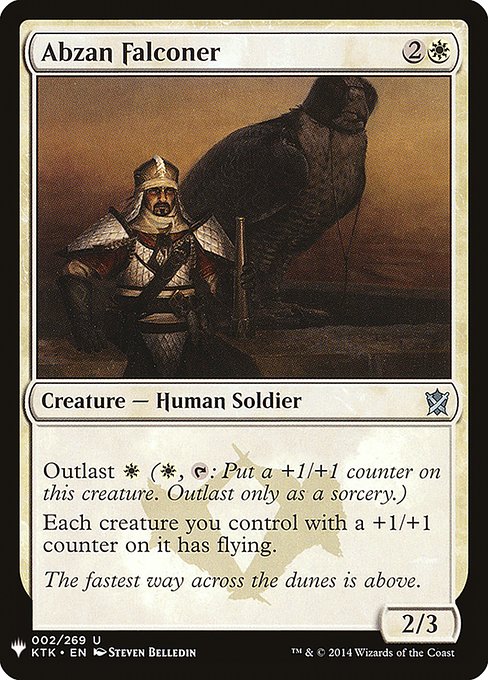 Abzan Falconer 2
Creature — Human Soldier
Outlast (, : Put a +1/+1 counter on
this creature. Outlast only as a sorcery.)
Each creature you control with a +1/+1
counter on it has flying.
The fastest way across the dunes is above.
2/3
002/269 U
KTK • EN Steven Belledin
™ & © 2014 Wizards of the Coast